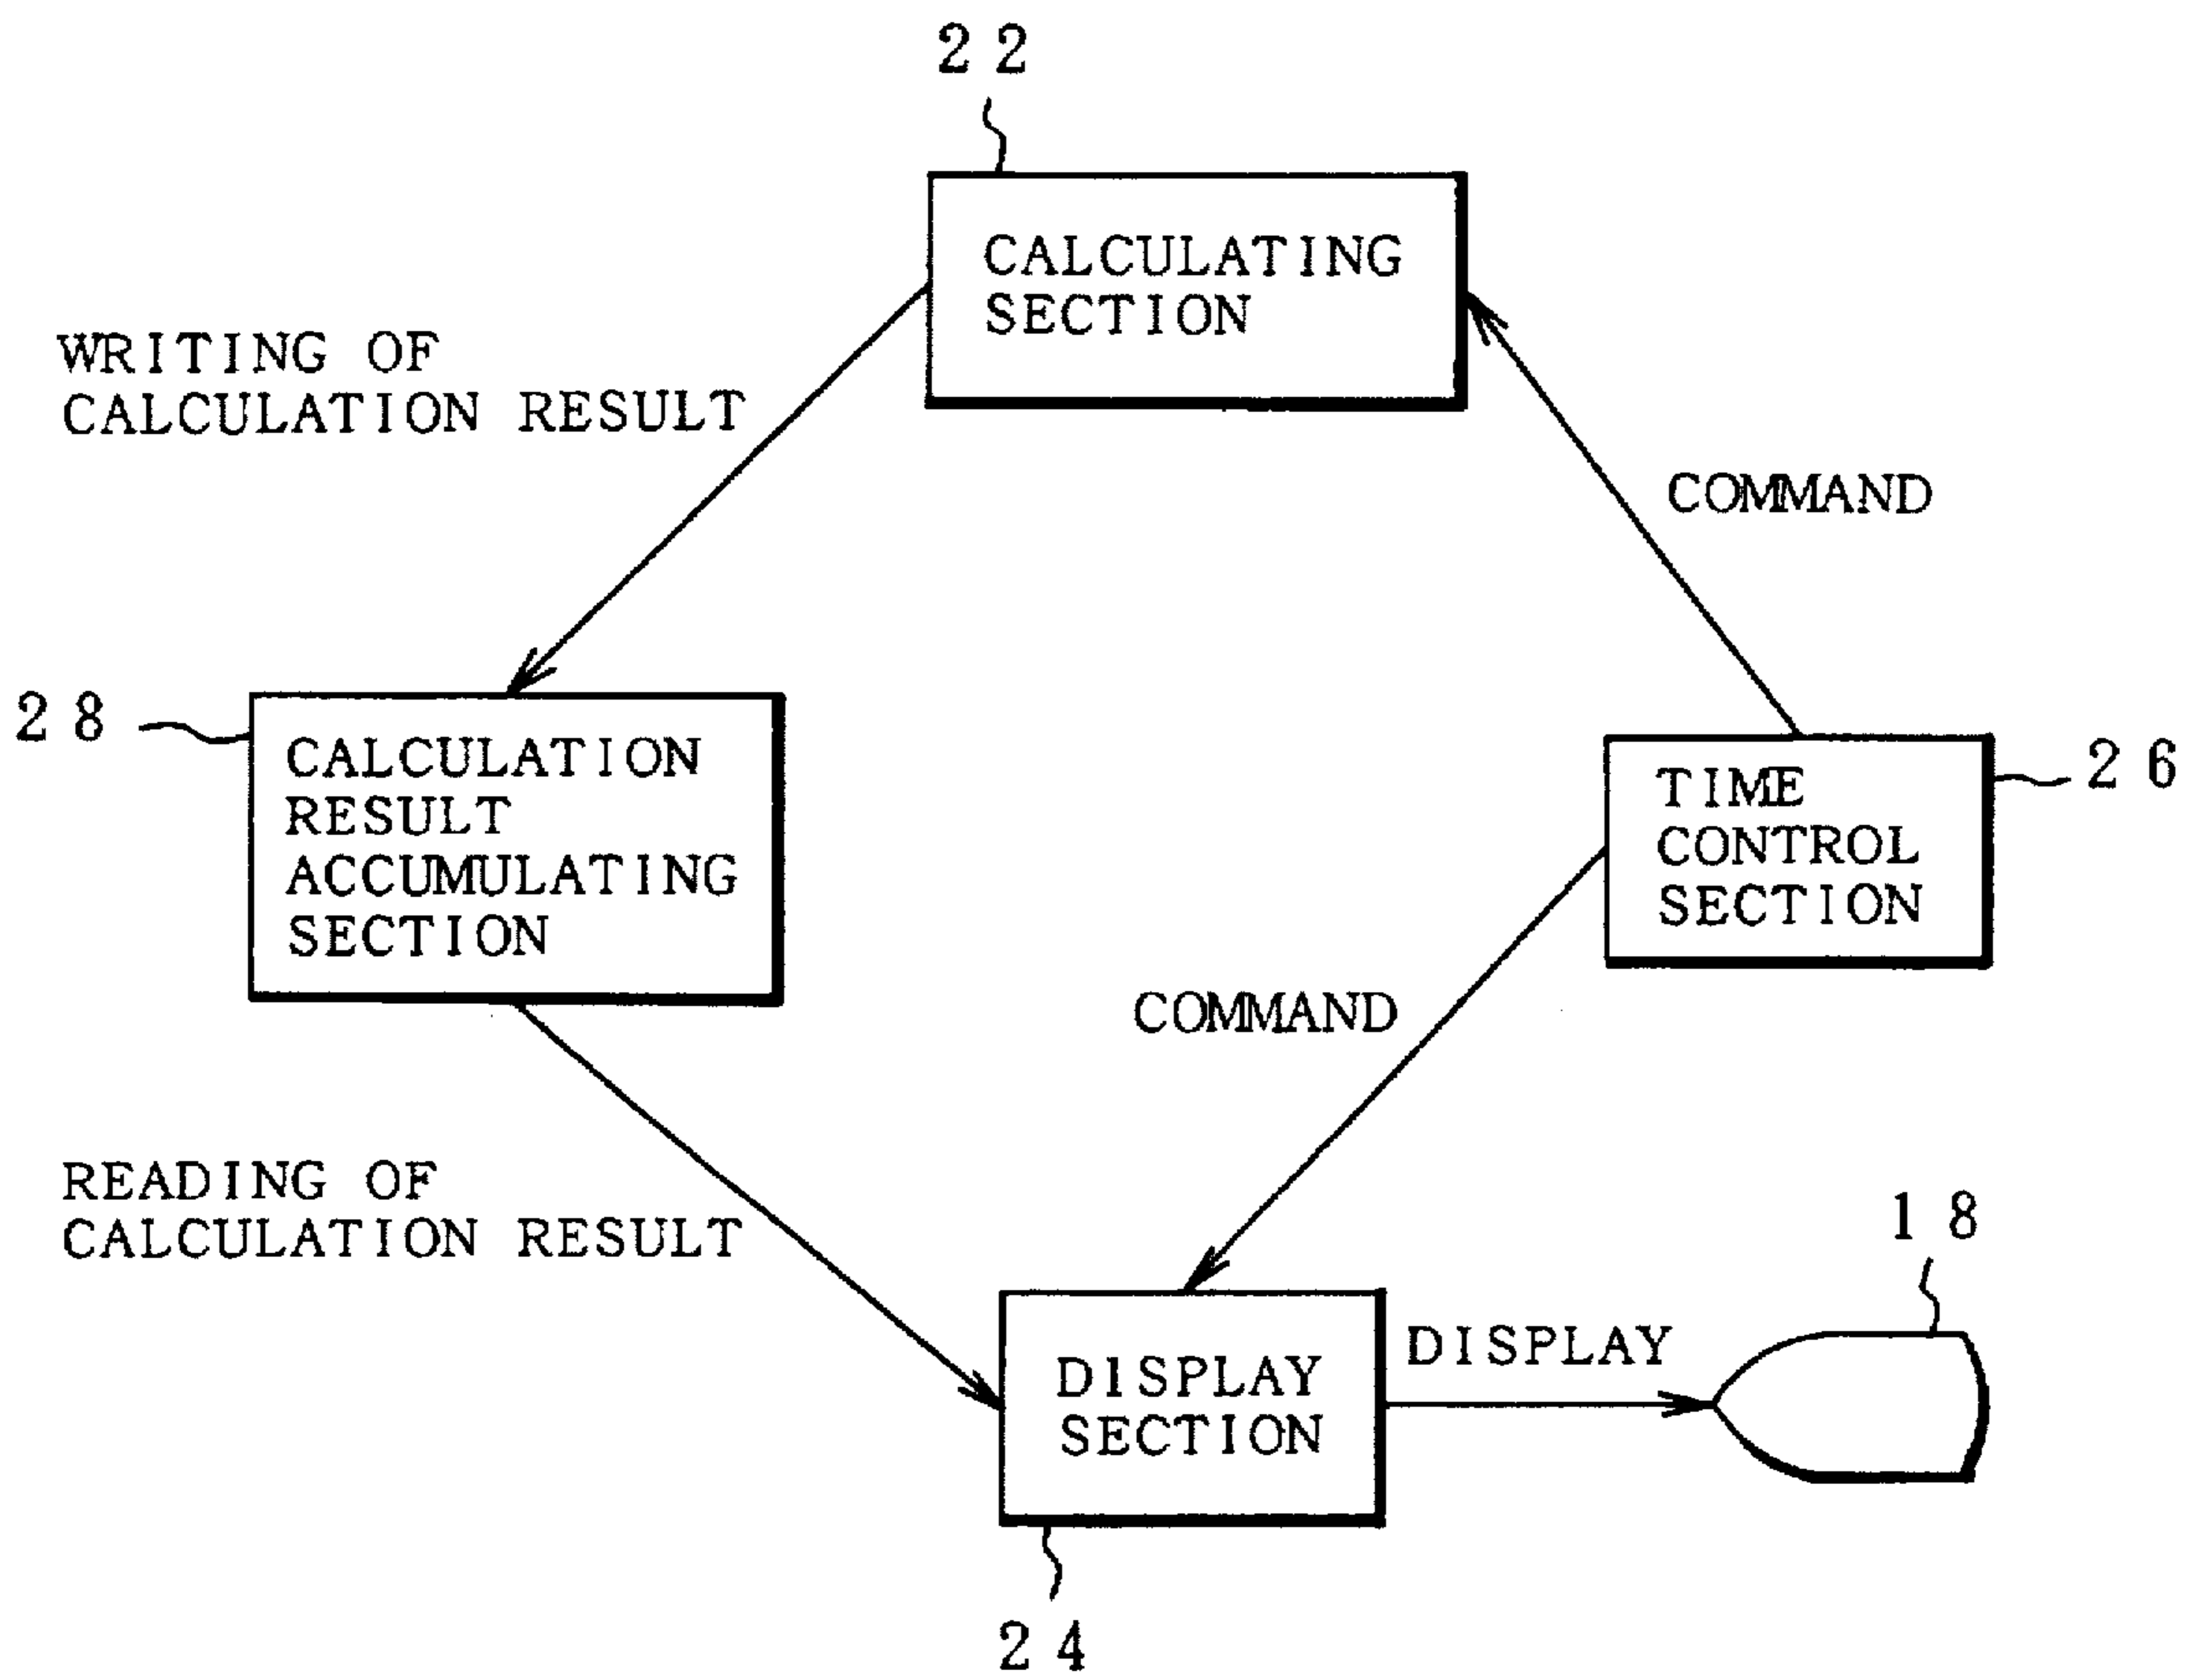 22
CALCULATING
SECTION
WRITING OF
CALCULATION RESULT
COMMAND
28
CALCULATION
RESULT
ACCUMULATING
SECTION
TIME
CONTROL
SECTION
26
COMMAND
READING OF
CALCULATION RESULT
18
DISPLAY
SECTION
DISPLAY
24